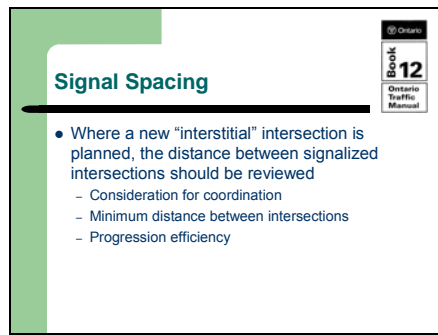 Ontario
Book
12
Ontario
Traffic
Manual
Signal Spacing
● Where a new “interstitial” intersection is
planned, the distance between signalized
intersections should be reviewed
– Consideration for coordination
– Minimum distance between intersections
– Progression efficiency